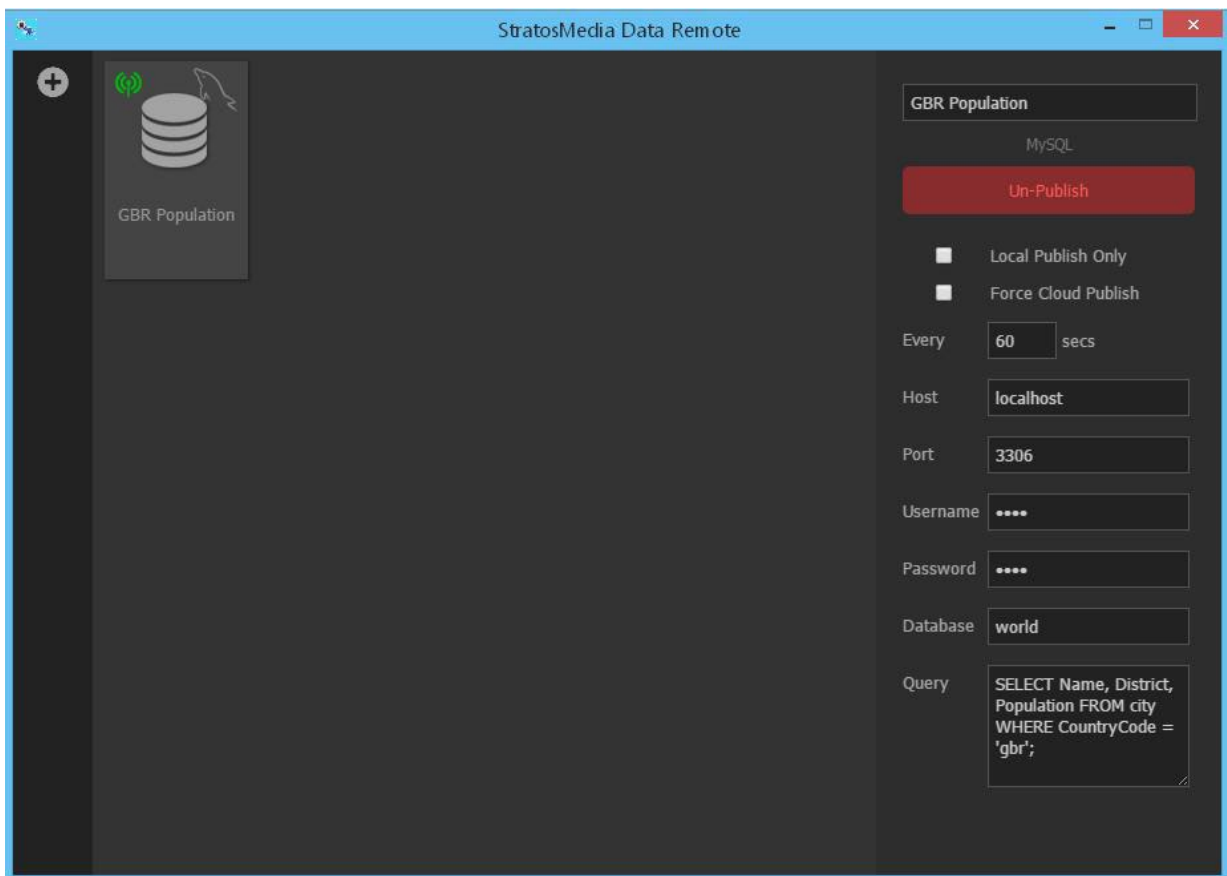 StratosMedia Data Remote
GBR Population
GBR Population
MySQL
Un-Publish
Local Publish Only
Force Cloud Publish
Every 60 secs
Host localhost
Port 3306
Username ••••
Password ••••
Database world
Query SELECT Name, District,
Population FROM city
WHERE CountryCode =
'gbr';